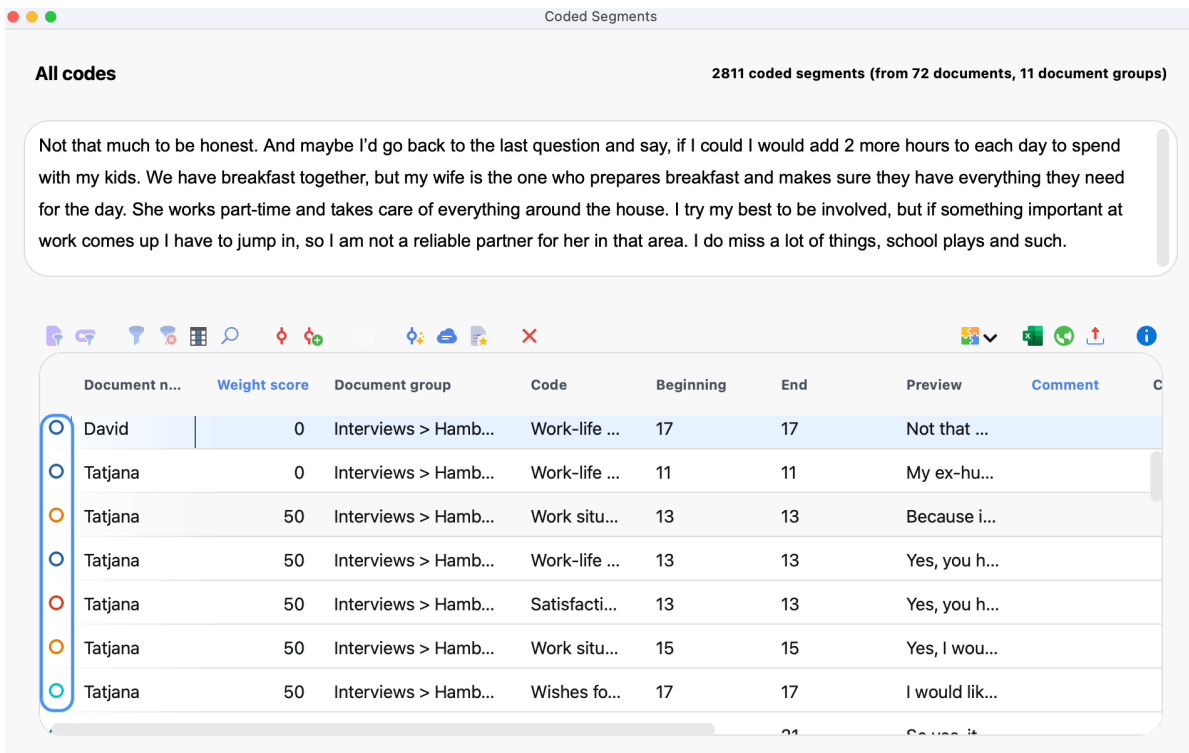 Coded Segments
All codes
2811 coded segments (from 72 documents, 11 document groups)
Not that much to be honest. And maybe I’d go back to the last question and say, if I could I would add 2 more hours to each day to spend
with my kids. We have breakfast together, but my wife is the one who prepares breakfast and makes sure they have everything they need
for the day. She works part-time and takes care of everything around the house. I try my best to be involved, but if something important at
work comes up I have to jump in, so I am not a reliable partner for her in that area. I do miss a lot of things, school plays and such.
Document n... Weight score Document group Code Beginning End Preview Comment C
David 0 Interviews > Hamb... Work-life ... 17 17 Not that ...
Tatjana 0 Interviews > Hamb... Work-life ... 11 11 My ex-hu...
Tatjana 50 Interviews > Hamb... Work situ... 13 13 Because i...
Tatjana 50 Interviews > Hamb... Work-life ... 13 13 Yes, you h...
Tatjana 50 Interviews > Hamb... Satisfacti... 13 13 Yes, you h...
Tatjana 50 Interviews > Hamb... Work situ... 15 15 Yes, I wou...
Tatjana 50 Interviews > Hamb... Wishes fo... 17 17 I would lik...